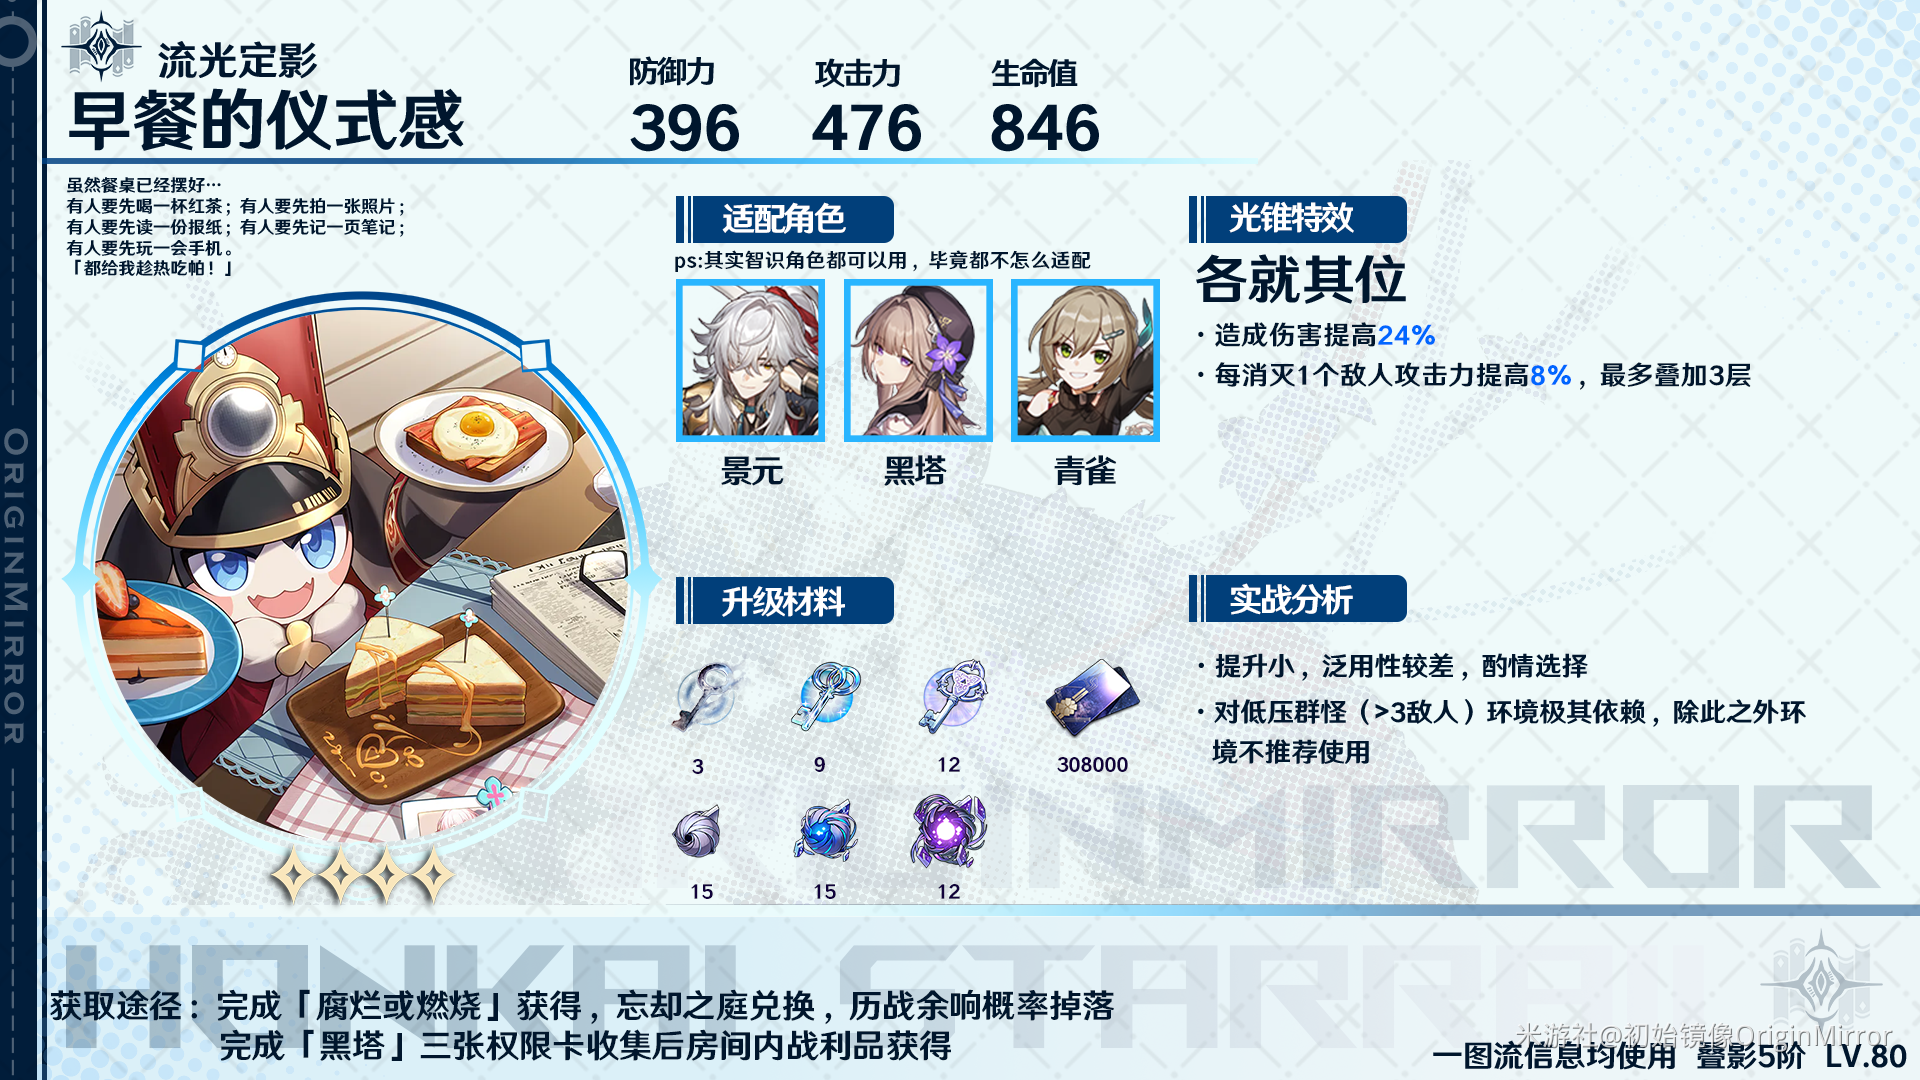 流光定影
早餐的仪式感
防御力 攻击力 生命值
396 476 846
虽然餐桌已经摆好…
有人要先喝一杯红茶；有人要先拍一张照片；
有人要先读一份报纸；有人要先记一页笔记；
有人要先玩一会手机。
「都给我趁热吃帕！」
适配角色
ps:其实智识角色都可以用，毕竟都不怎么适配
景元 黑塔 青雀
光锥特效
各就其位
·造成伤害提高24%
·每消灭1个敌人攻击力提高8%，最多叠加3层
升级材料
3 9 12 308000
15 15 12
实战分析
·提升小，泛用性较差，酌情选择
·对低压群怪（>3敌人）环境极其依赖，除此之外环
境不推荐使用
ORIGINMIRROR
HONKAI STARRAIL
获取途径：完成「腐烂或燃烧」获得，忘却之庭兑换，历战余响概率掉落
完成「黑塔」三张权限卡收集后房间内战利品获得
米游社@初始镜像OriginMirror
一图流信息均使用 叠影5阶 LV.80